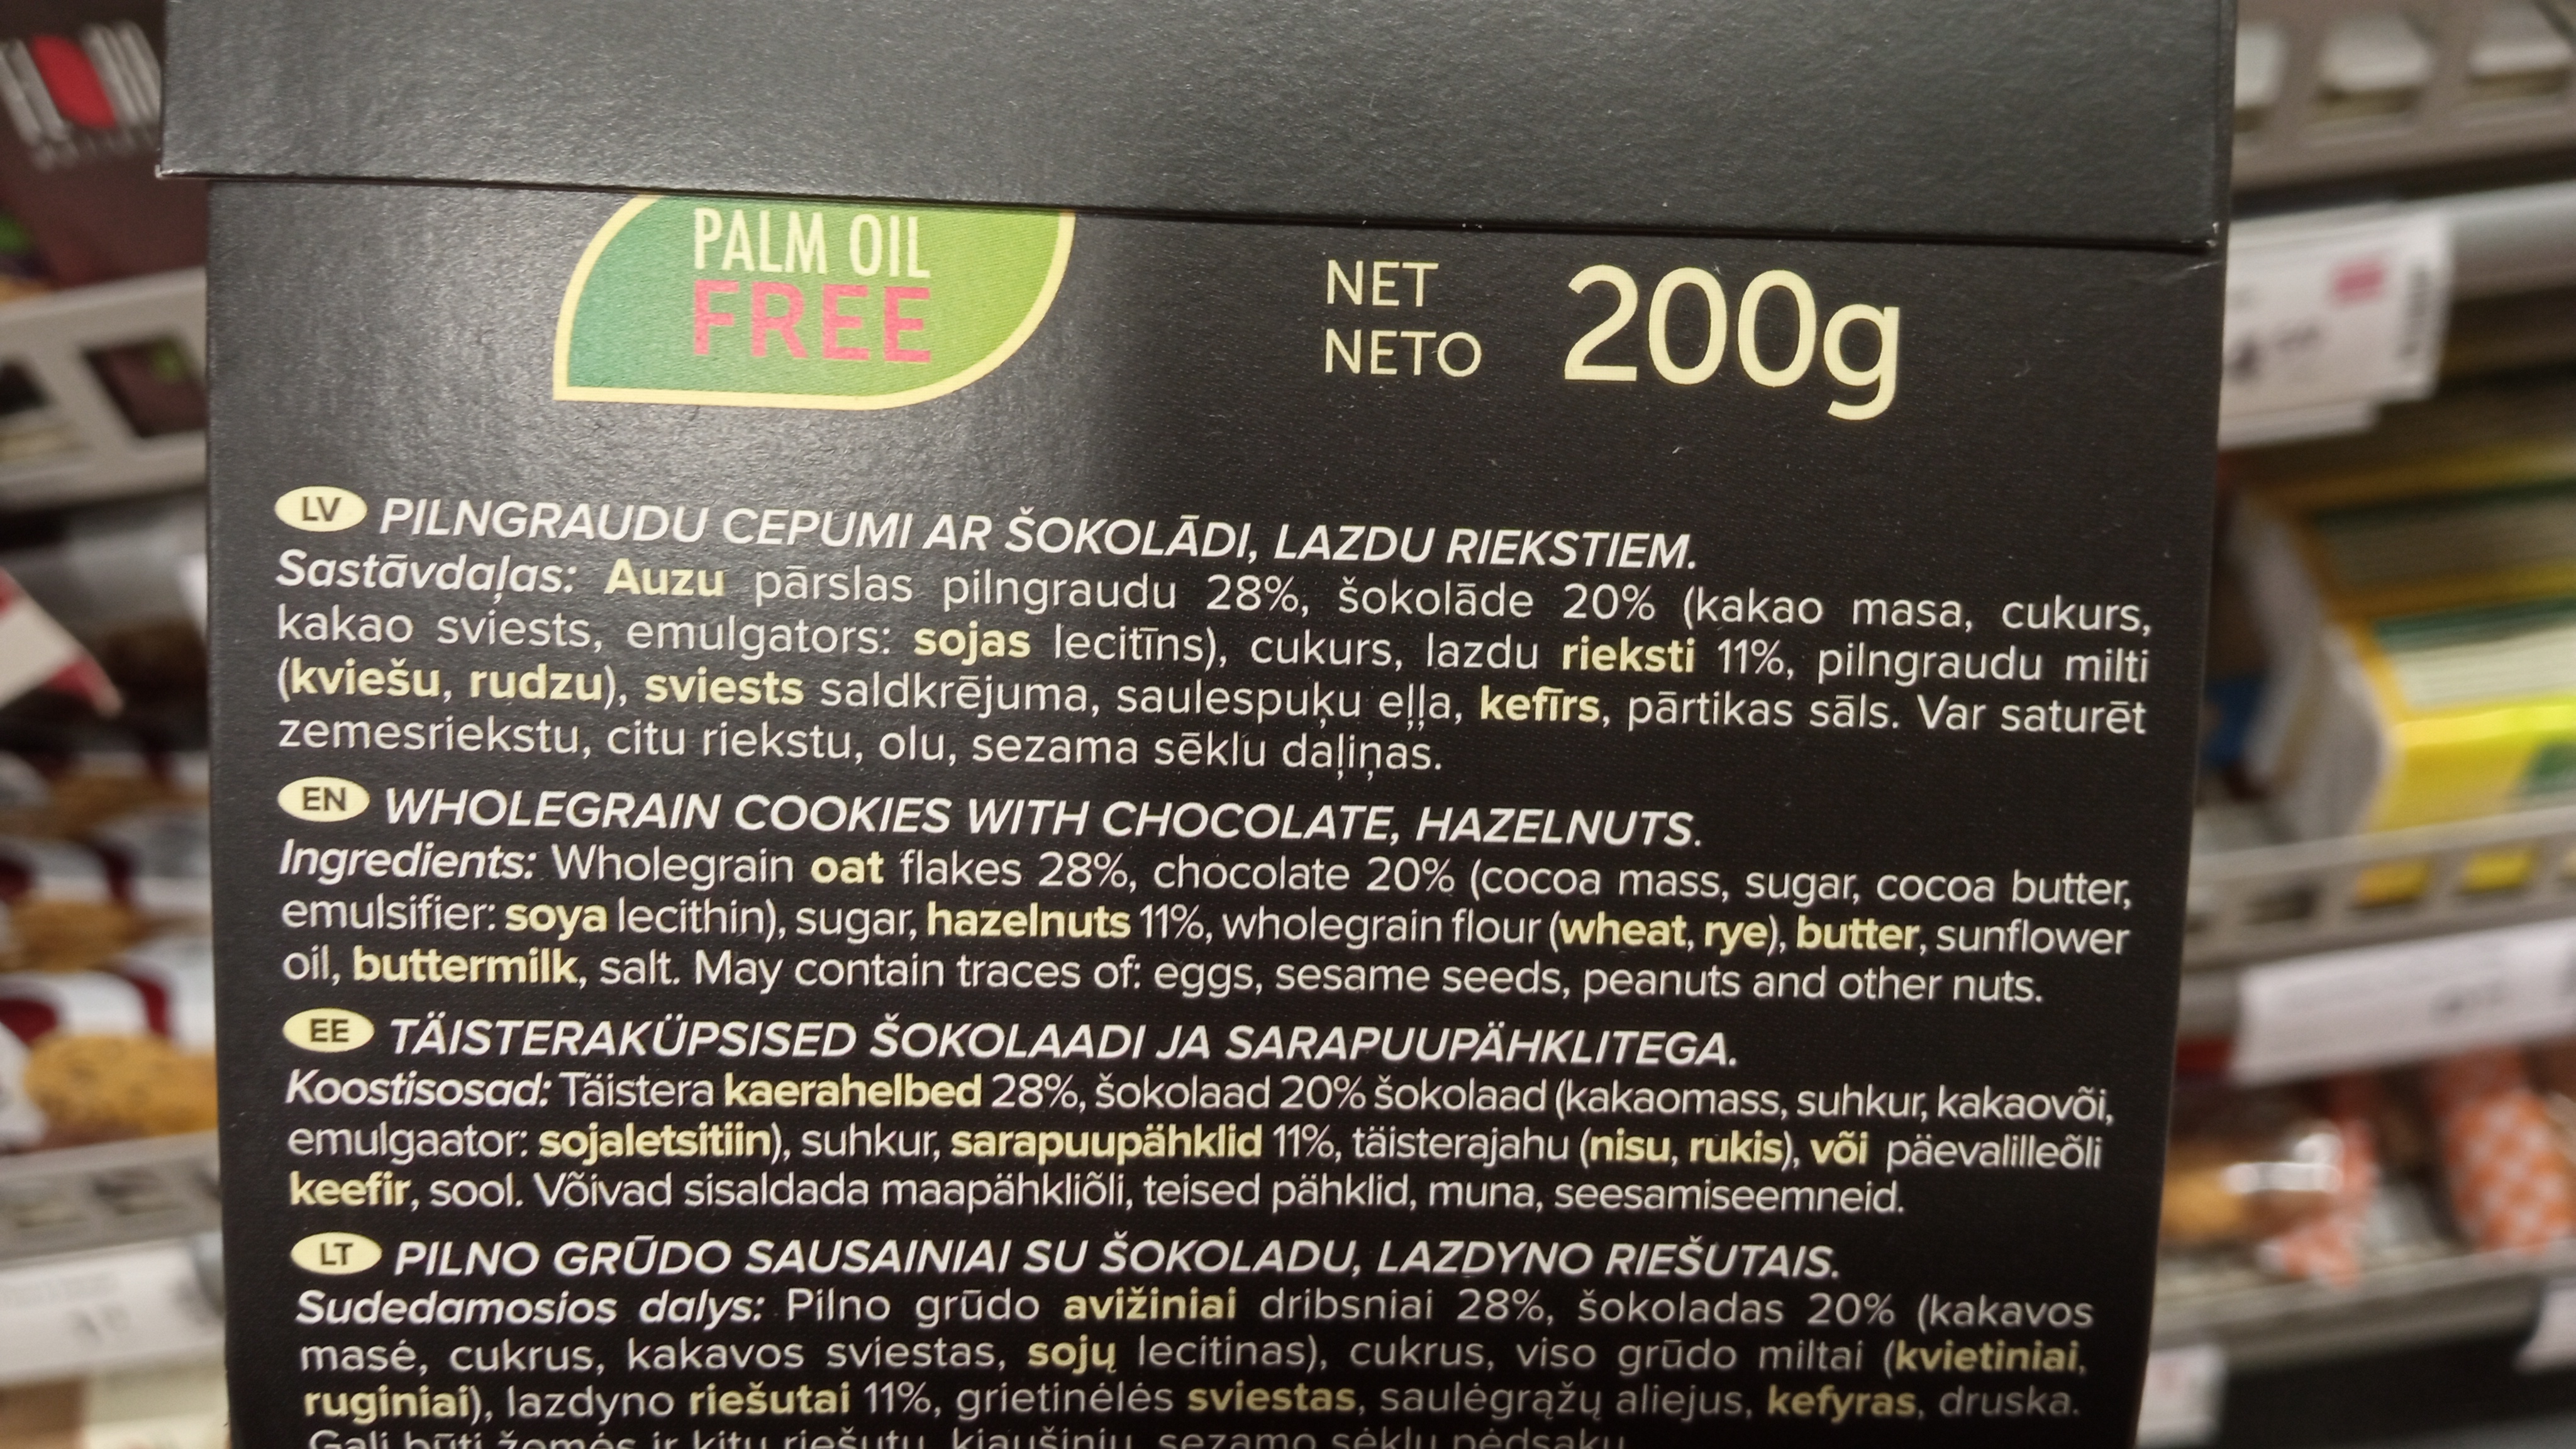 PALM OIL
FREE
NET
NETO
200g
LV PILNGRAUDU CEPUMI AR ŠOKOLĀDI, LAZDU RIEKSTIEM.
Sastāvdaļas: Auzu pārslas pilngraudu 28%, šokolāde 20% (kakao masa, cukurs,
kakao sviests, emulgators: sojas lecitīns), cukurs, lazdu rieksti 11%, pilngraudu milti
(kviešu, rudzu), sviests saldkrējuma, saulespuķu eļļa, kefīrs, pārtikas sāls. Var saturēt
zemesriekstu, citu riekstu, olu, sezama sēklu daļiņas.
EN WHOLEGRAIN COOKIES WITH CHOCOLATE, HAZELNUTS.
Ingredients: Wholegrain oat flakes 28%, chocolate 20% (cocoa mass, sugar, cocoa butter,
emulsifier: soya lecithin), sugar, hazelnuts 11%, wholegrain flour (wheat, rye), butter, sunflower
oil, buttermilk, salt. May contain traces of: eggs, sesame seeds, peanuts and other nuts.
EE TÄISTERAKÜPSISED ŠOKOLAADI JA SARAPUUPÄHKLITEGA.
Koostisosad: Täistera kaerahelbed 28%, šokolaad 20% šokolaad (kakaomass, suhkur, kakaovõi,
emulgaator: sojaletsitiin), suhkur, sarapuupähklid 11%, täisterajahu (nisu, rukis), või päevalilleõli
keefir, sool. Võivad sisaldada maapähkliõli, teised pähklid, muna, seesamiseemneid.
LT PILNO GRŪDO SAUSAINIAI SU ŠOKOLADU, LAZDYNO RIEŠUTAIS.
Sudedamosios dalys: Pilno grūdo avižiniai dribsniai 28%, šokoladas 20% (kakavos
masė, cukrus, kakavos sviestas, sojų lecitinas), cukrus, viso grūdo miltai (kvietiniai,
ruginiai), lazdyno riešutai 11%, grietinėlės sviestas, saulėgrąžų aliejus, kefyras, druska.